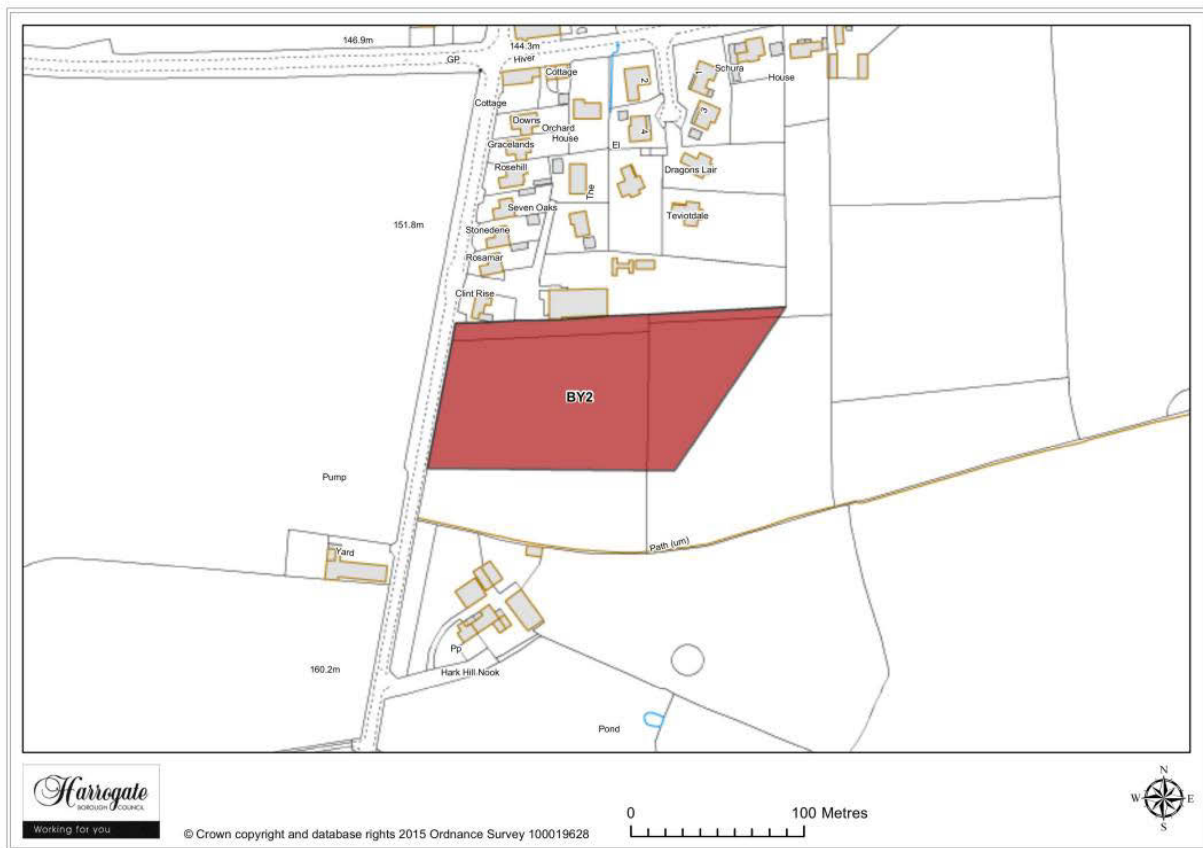 146.9m
144.3m
GP
Hiver
Cottage
2
1
Schura
House
Cottage
3
Downs
Orchard
House
4
Gracelands
El
Rosehill
Dragons Lair
The
Seven Oaks
Teviotdale
151.8m
Stonedene
Rosamar
Clint Rise
BY2
Pump
Path (um)
Yard
Pp
160.2m
Hark Hill Nook
Pond
Harrogate
BOROUGH COUNCIL
Working for you
© Crown copyright and database rights 2015 Ordnance Survey 100019628
0
100 Metres
N
W
E
S